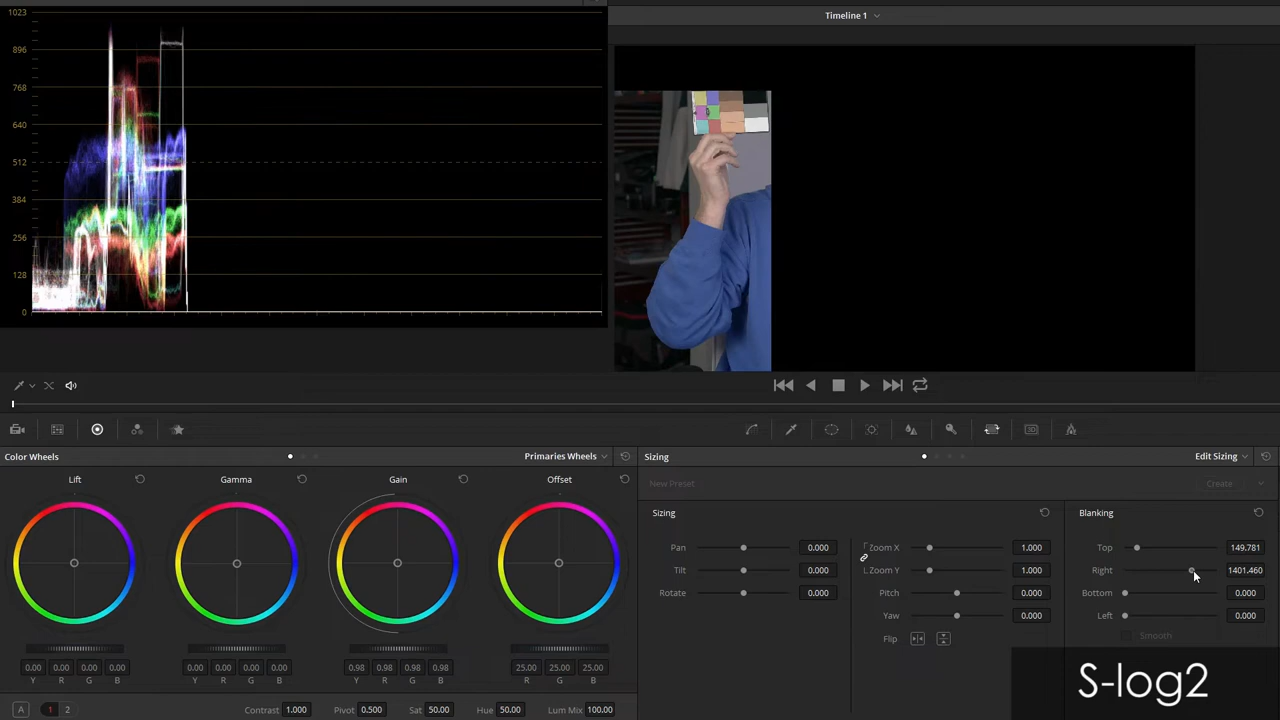 1023
896
768
640
512
384
256
128
0
Timeline 1
Color Wheels
Primaries Wheels
Sizing
Edit Sizing
New Preset
Create
Lift
Gamma
Gain
Offset
0.00 0.00 0.00 0.00
Y R G B
0.00 0.00 0.00 0.00
Y R G B
0.98 0.98 0.98 0.98
Y R G B
25.00 25.00 25.00
R G B
A 1 2
Contrast 1.000
Pivot 0.500
Sat 50.00
Hue 50.00
Lum Mix 100.00
Sizing
Pan 0.000
Tilt 0.000
Rotate 0.000
Zoom X 1.000
Zoom Y 1.000
Pitch 0.000
Yaw 0.000
Flip
Blanking
Top 149.781
Right 1401.460
Bottom 0.000
Left 0.000
Smooth
S-log2